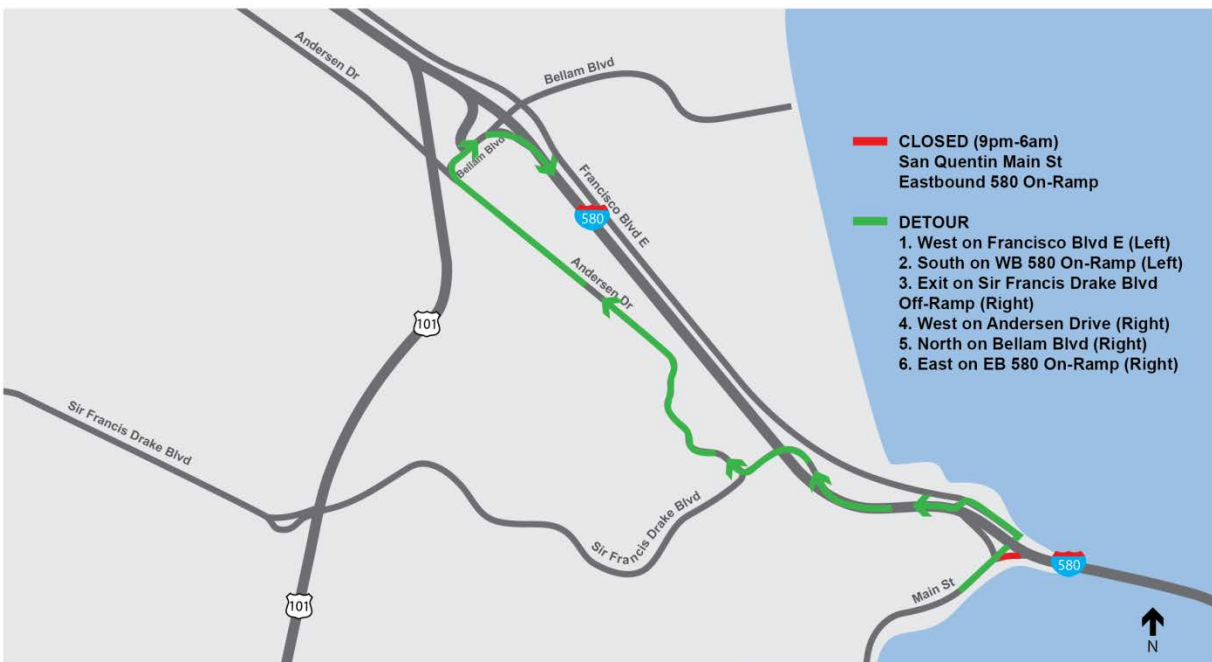 Andersen Dr
Bellam Blvd
Bellam Blvd
Francisco Blvd E
580
Andersen Dr
101
Sir Francis Drake Blvd
Sir Francis Drake Blvd
101
Main St
580
CLOSED (9pm-6am)
San Quentin Main St
Eastbound 580 On-Ramp
DETOUR
1. West on Francisco Blvd E (Left)
2. South on WB 580 On-Ramp (Left)
3. Exit on Sir Francis Drake Blvd
Off-Ramp (Right)
4. West on Andersen Drive (Right)
5. North on Bellam Blvd (Right)
6. East on EB 580 On-Ramp (Right)
N